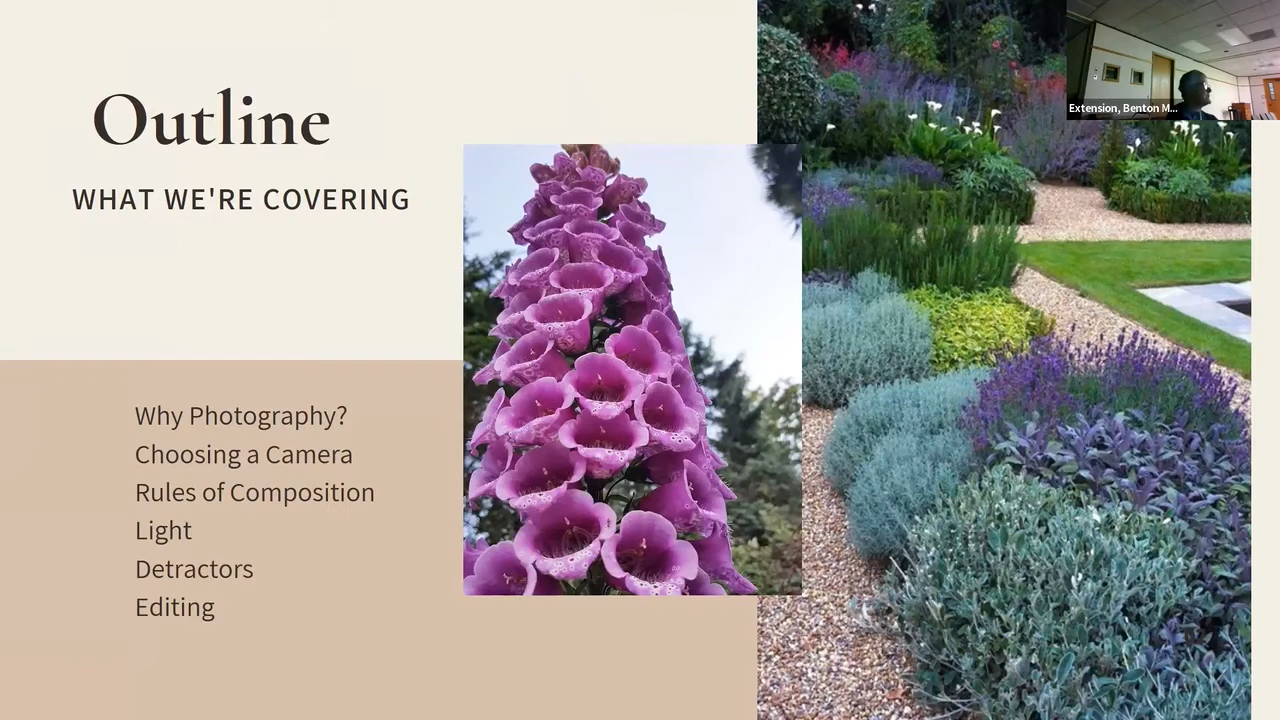 Outline
WHAT WE'RE COVERING
Why Photography?
Choosing a Camera
Rules of Composition
Light
Detractors
Editing
Extension, Benton M...